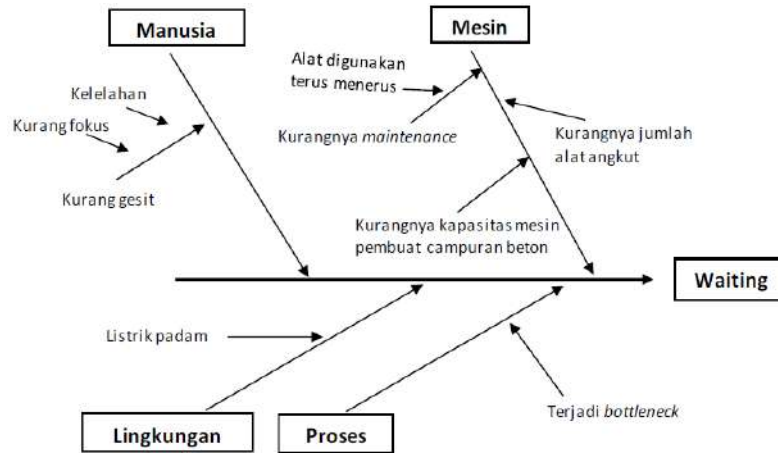 Manusia
Mesin
Alat digunakan
terus menerus
Kelelahan
Kurang fokus
Kurangnya maintenance
Kurangnya jumlah
alat angkut
Kurang gesit
Kurangnya kapasitas mesin
pembuat campuran beton
Waiting
Listrik padam
Terjadi bottleneck
Lingkungan
Proses